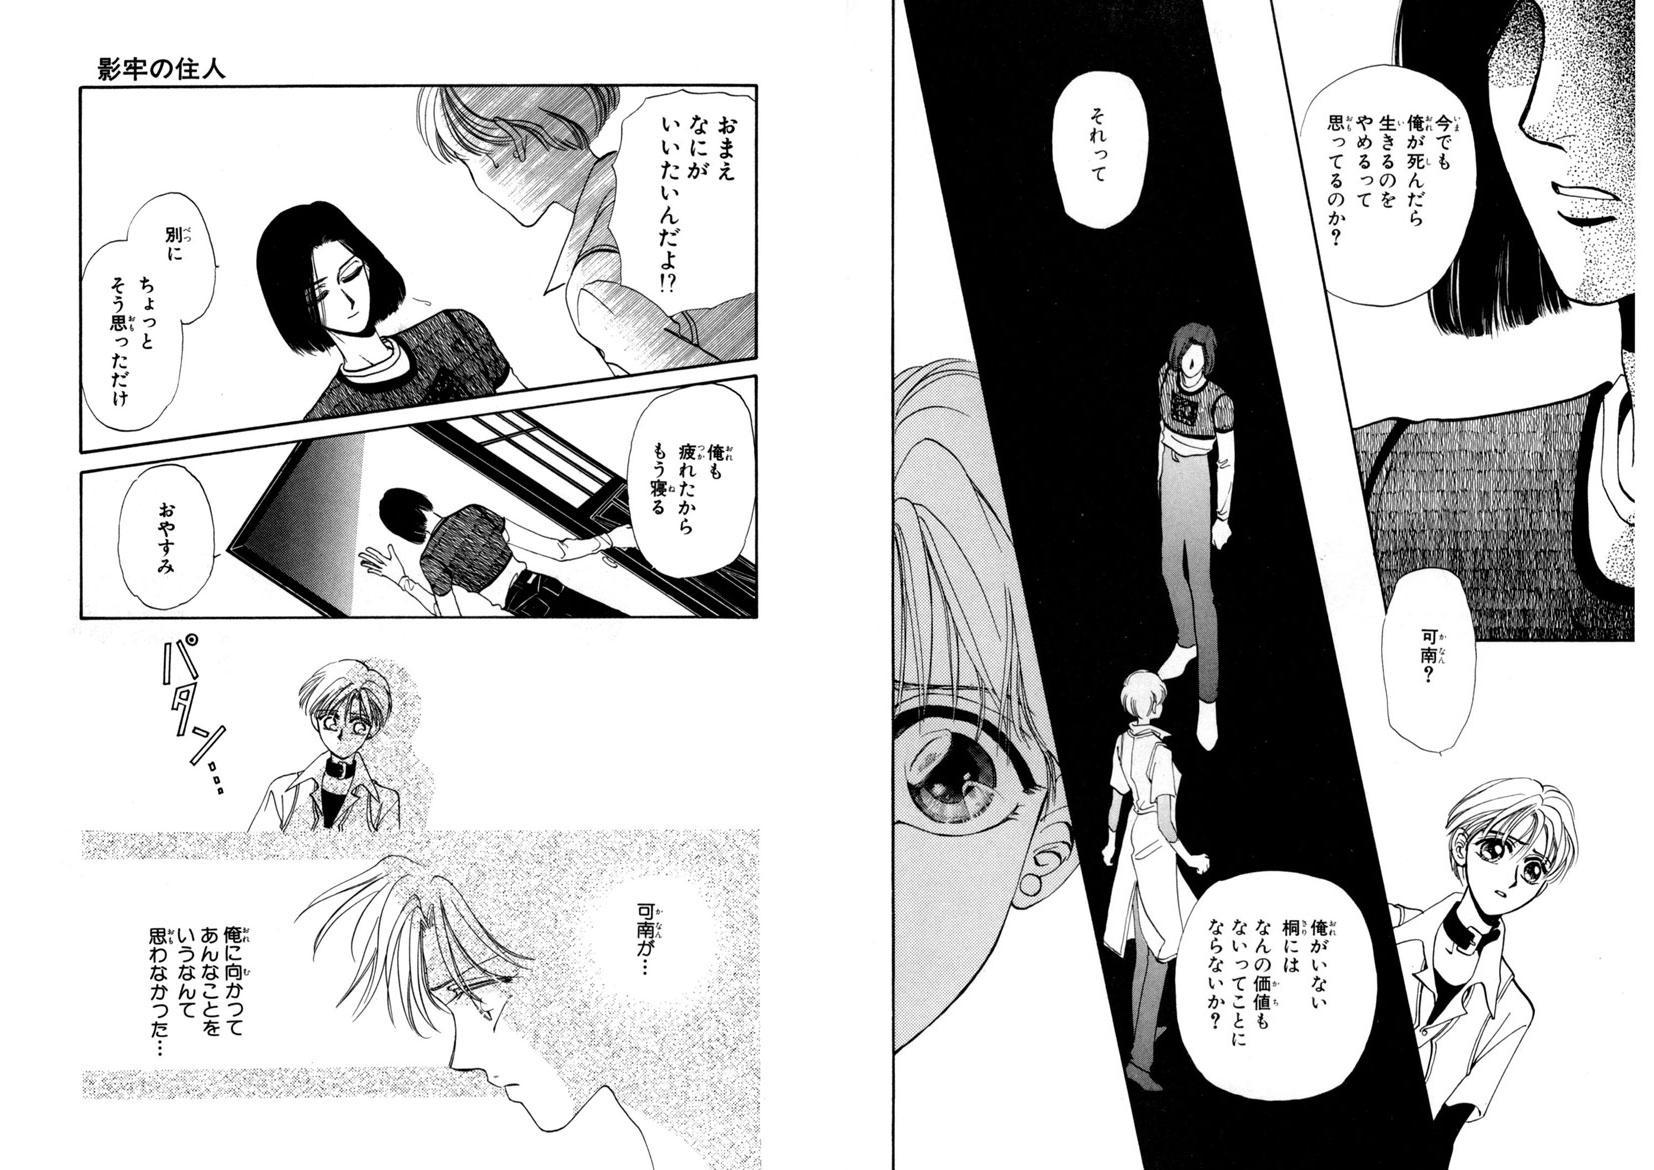 今でも
俺が死んだら
生きるのを
やめるって
思ってるのか？
可南？
それって
俺がいない
桐には
なんの価値も
ないってことに
ならないか？
影牢の住人
おまえ
なにが
いいたいんだよ!?
別に
ちょっと
そう思っただけ
俺も
疲れたから
もう寝る
おやすみ
パタン…
可南が…
俺に向かって
あんなことを
いうなんて
思わなかった…